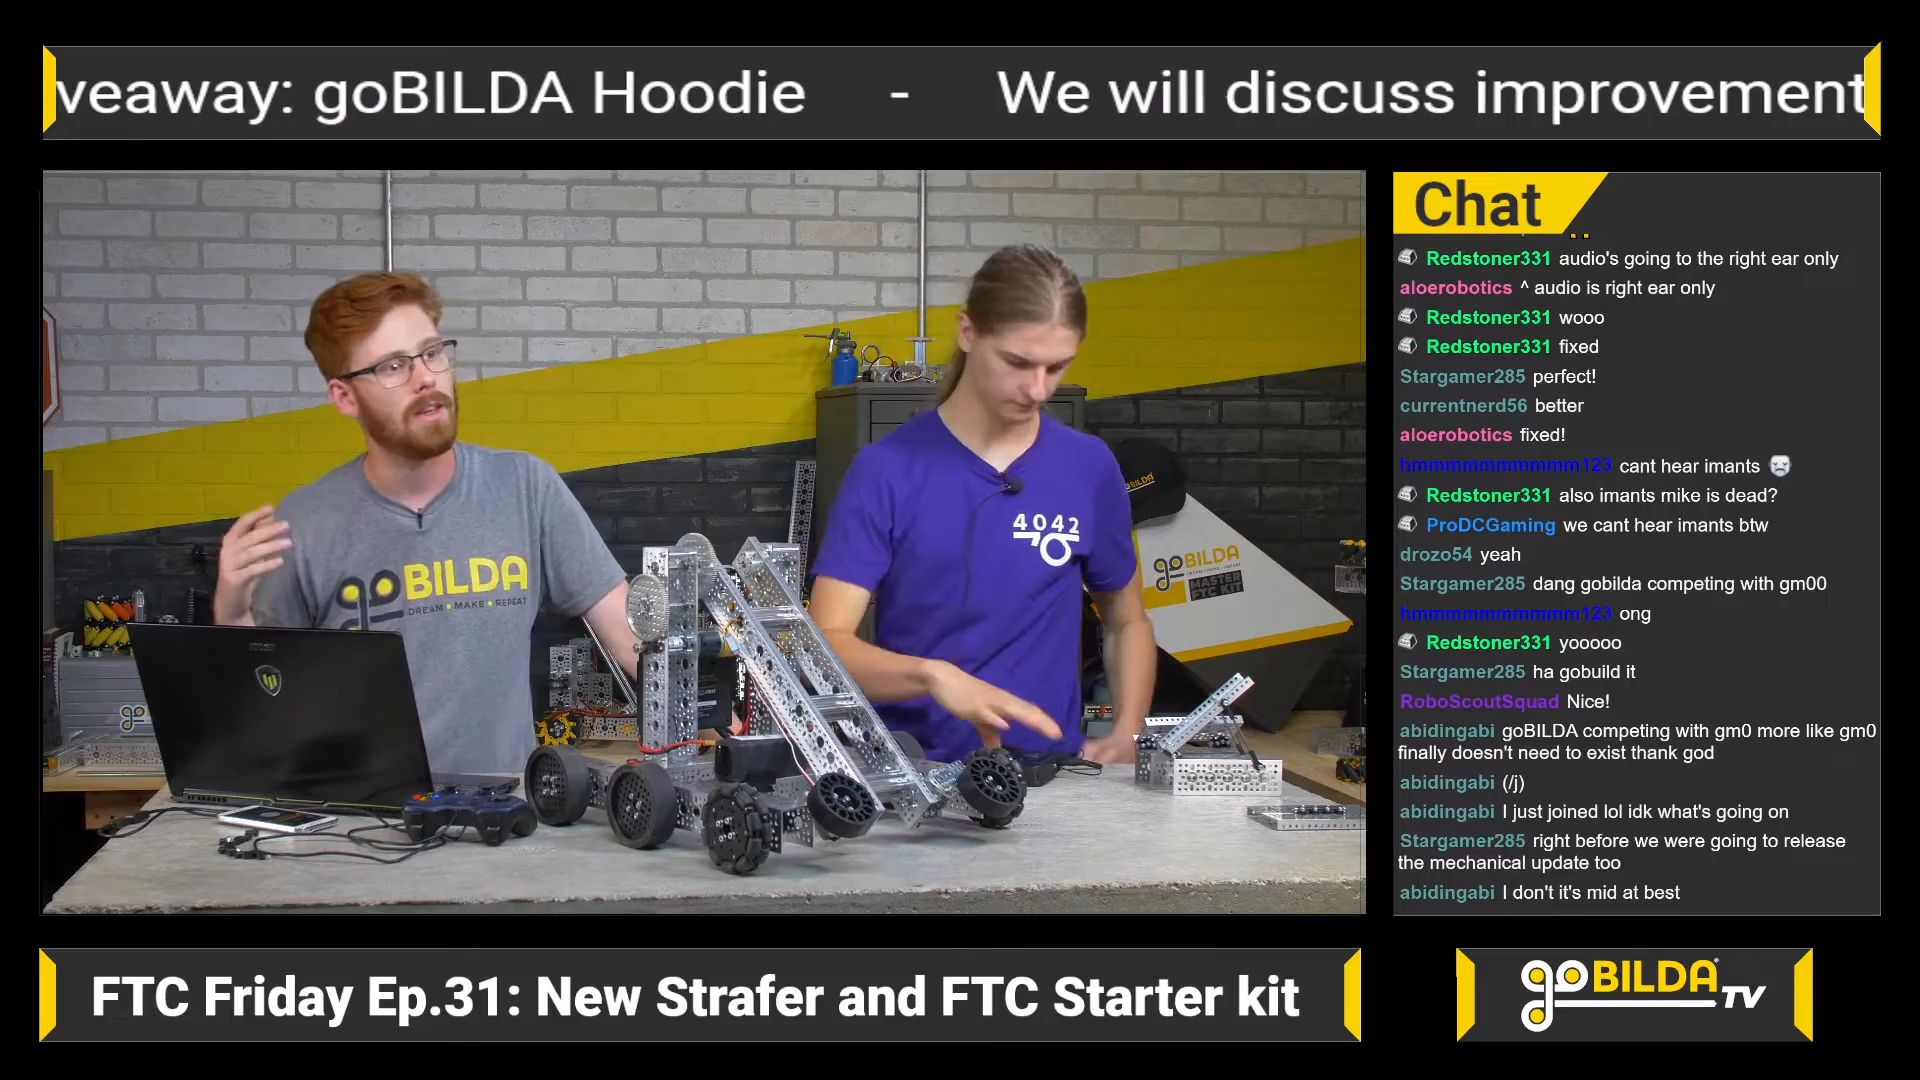 veaway: goBILDA Hoodie - We will discuss improvement
Chat
Redstoner331 audio's going to the right ear only
aloerobotics ^ audio is right ear only
Redstoner331 wooo
Redstoner331 fixed
Stargamer285 perfect!
currentnerd56 better
aloerobotics fixed!
hmmmmmmmmmm123 cant hear imants
Redstoner331 also imants mike is dead?
ProDCGaming we cant hear imants btw
drozo54 yeah
Stargamer285 dang gobilda competing with gm00
hmmmmmmmmmm123 ong
Redstoner331 yooooo
Stargamer285 ha gobuild it
RoboScoutSquad Nice!
abidingabi goBILDA competing with gm0 more like gm0
finally doesn't need to exist thank god
abidingabi (/j)
abidingabi I just joined lol idk what's going on
Stargamer285 right before we were going to release
the mechanical update too
abidingabi I don't it's mid at best
goBILDA
DREAM • MAKE • REPEAT
4042
goBILDA
goBILDA
MASTER
FTC KIT
FTC Friday Ep.31: New Strafer and FTC Starter kit
goBILDA TV